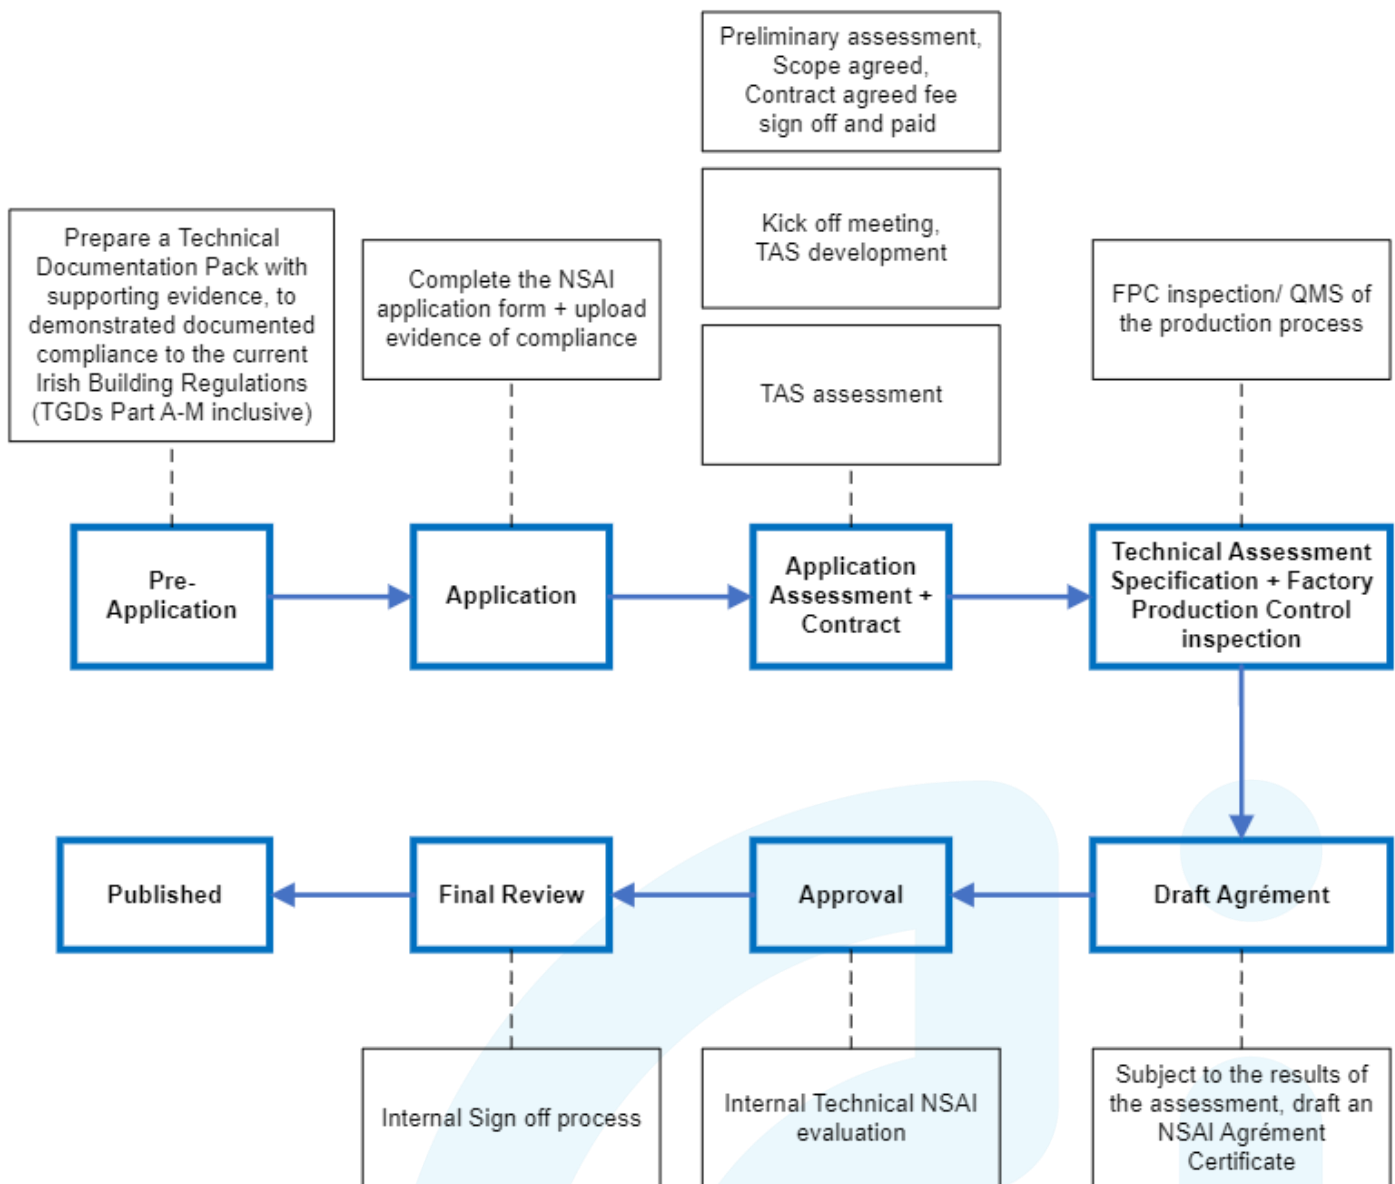 Preliminary assessment,
Scope agreed,
Contract agreed fee
sign off and paid
Kick off meeting,
TAS development
TAS assessment
Prepare a Technical
Documentation Pack with
supporting evidence, to
demonstrated documented
compliance to the current
Irish Building Regulations
(TGDs Part A-M inclusive)
Complete the NSAI
application form + upload
evidence of compliance
FPC inspection/ QMS of
the production process
Pre-
Application
Application
Application
Assessment +
Contract
Technical Assessment
Specification + Factory
Production Control
inspection
Published
Final Review
Approval
Draft Agrément
Internal Sign off process
Internal Technical NSAI
evaluation
Subject to the results of
the assessment, draft an
NSAI Agrément
Certificate